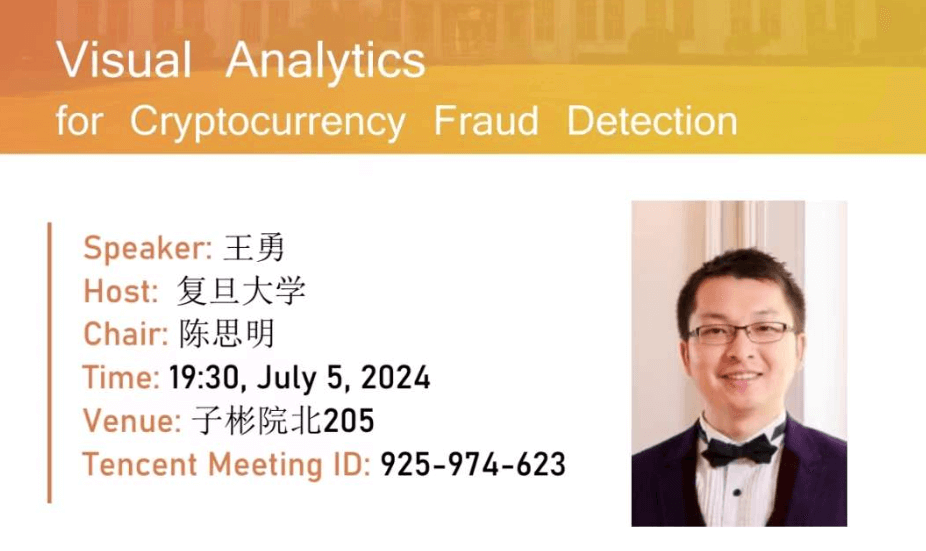 Visual Analytics
for Cryptocurrency Fraud Detection
Speaker: 王勇
Host: 复旦大学
Chair: 陈思明
Time: 19:30, July 5, 2024
Venue: 子彬院北205
Tencent Meeting ID: 925-974-623